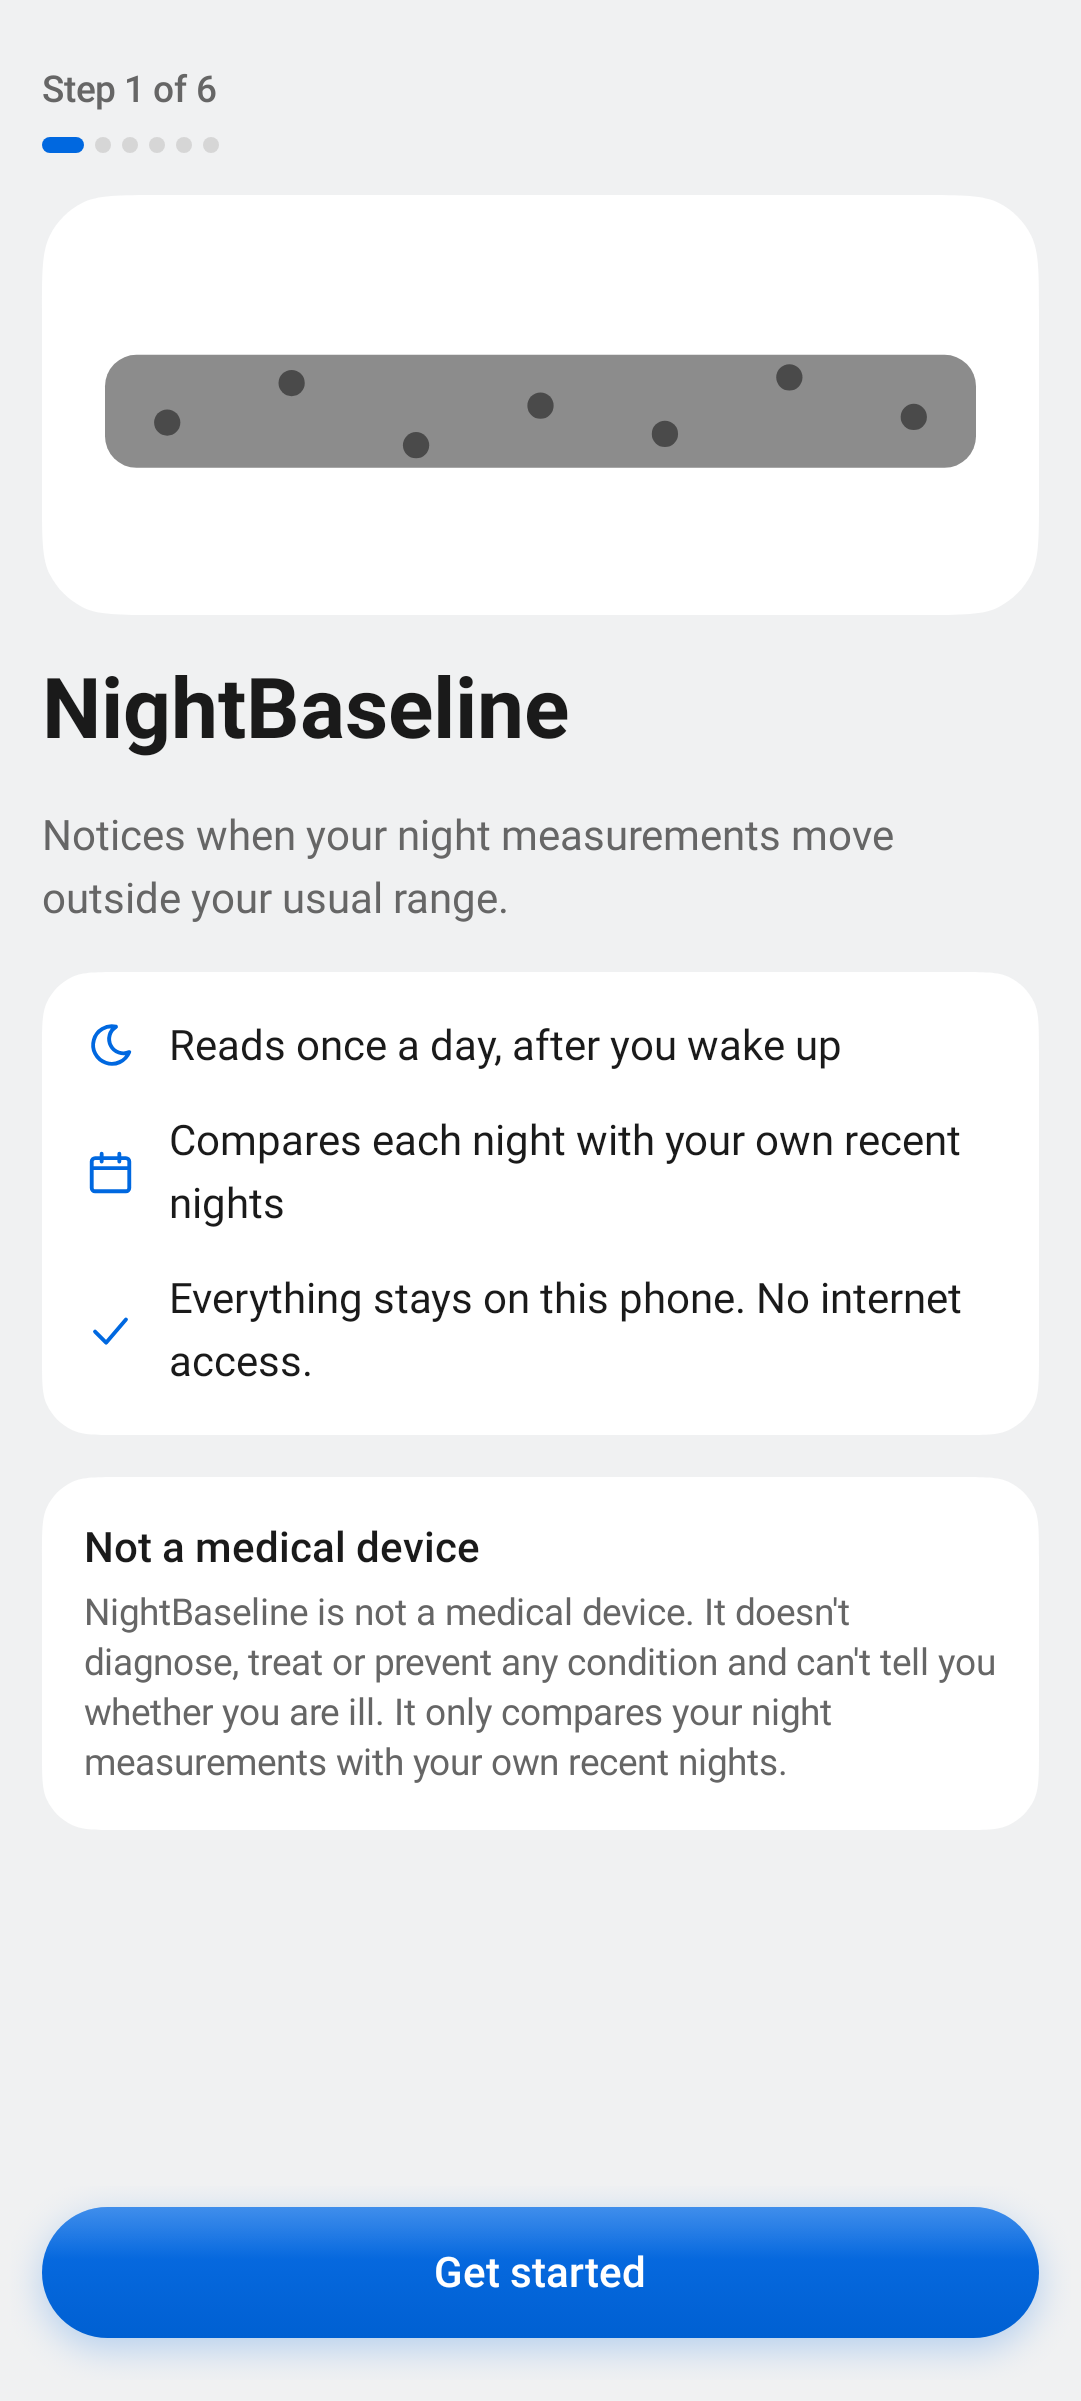 Step 1 of 6
NightBaseline
Notices when your night measurements move
outside your usual range.
Reads once a day, after you wake up
Compares each night with your own recent
nights
Everything stays on this phone. No internet
access.
Not a medical device
NightBaseline is not a medical device. It doesn't
diagnose, treat or prevent any condition and can't tell you
whether you are ill. It only compares your night
measurements with your own recent nights.
Get started